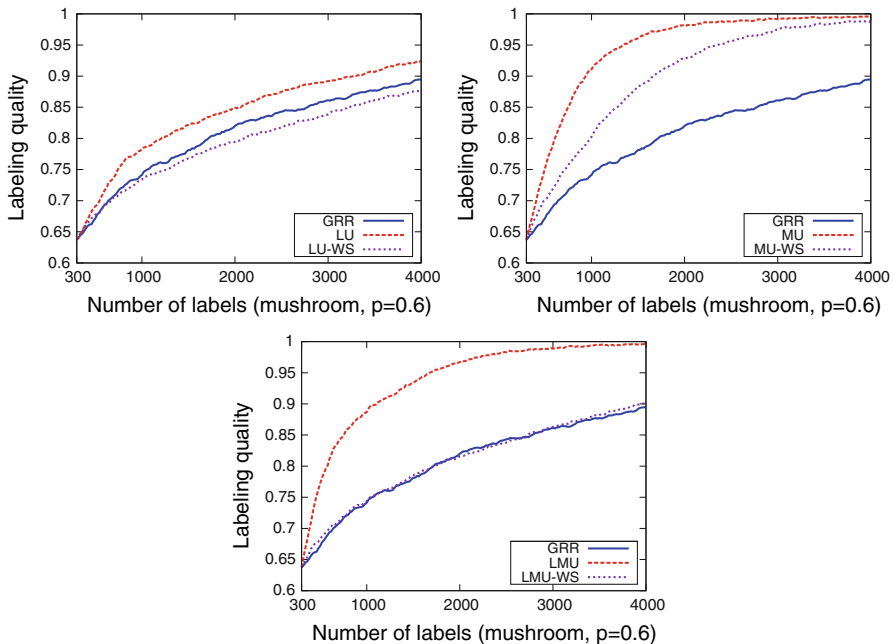 Labeling quality
1
0.95
0.9
0.85
0.8
0.75
0.7
0.65
0.6
GRR
LU
LU-WS
300 1000 2000 3000 4000
Number of labels (mushroom, p=0.6)
Labeling quality
1
0.95
0.9
0.85
0.8
0.75
0.7
0.65
0.6
GRR
MU
MU-WS
300 1000 2000 3000 4000
Number of labels (mushroom, p=0.6)
Labeling quality
1
0.95
0.9
0.85
0.8
0.75
0.7
0.65
0.6
GRR
LMU
LMU-WS
300 1000 2000 3000 4000
Number of labels (mushroom, p=0.6)